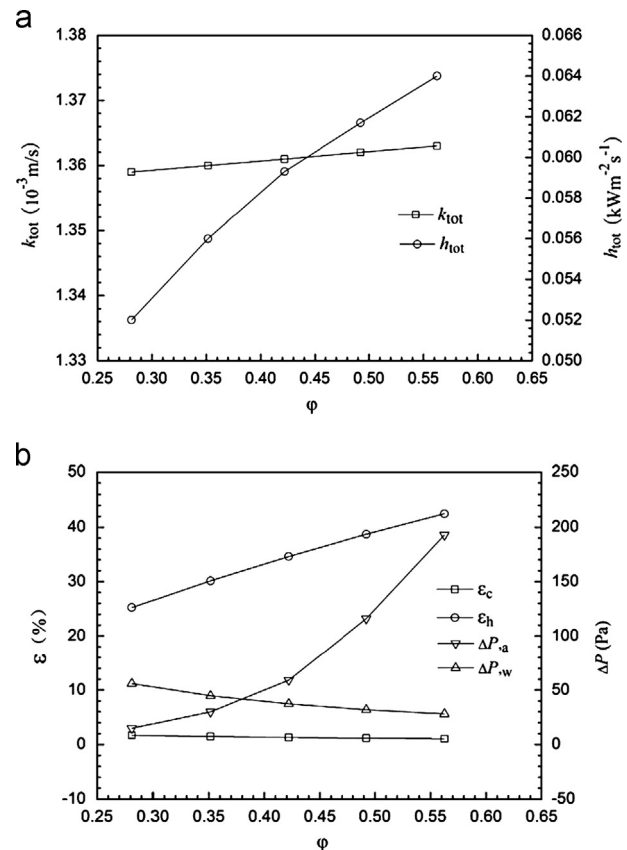 a
1.38
1.37
1.36
1.35
1.34
1.33
k_tot (10^-3 m/s)
0.066
0.064
0.062
0.060
0.058
0.056
0.054
0.052
0.050
h_tot (kWm^-2 s^-1)
k_tot
h_tot
0.25 0.30 0.35 0.40 0.45 0.50 0.55 0.60 0.65
φ
b
50
40
30
20
10
0
-10
ε (%)
250
200
150
100
50
0
-50
ΔP (Pa)
ε_c
ε_h
ΔP,a
ΔP,w
0.25 0.30 0.35 0.40 0.45 0.50 0.55 0.60 0.65
φ